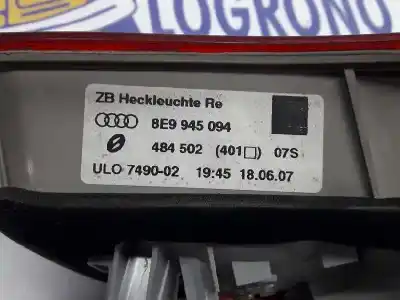 LOGROÑO
ZB Heckleuchte Re
8E9 945 094
484 502 (401□) 07S
ULO 7490-02 19:45 18.06.07